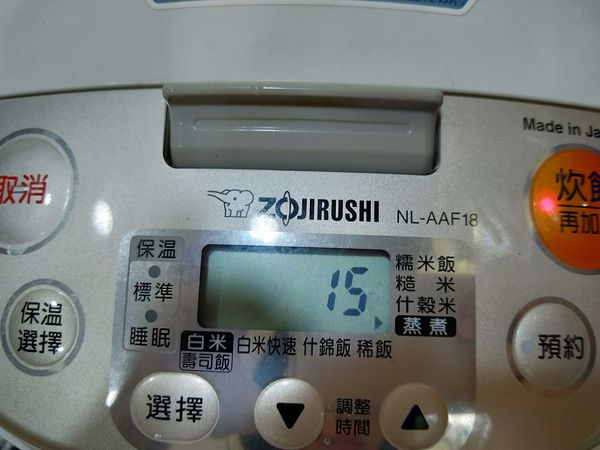 Made in Ja
取消
炊飯
再加
ZOJIRUSHI NL-AAF18
保溫
標準
睡眠
15
糯米飯
糙米
什穀米
蒸煮
保溫
選擇
預約
白米
壽司飯
白米快速 什錦飯 稀飯
選擇
▼
調整
時間
▲